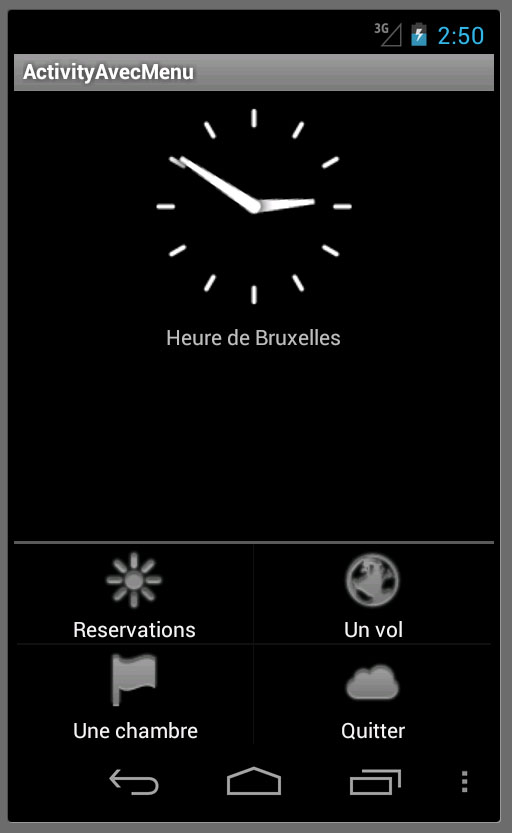 3G 2:50
ActivityAvecMenu
Heure de Bruxelles
Reservations
Un vol
Une chambre
Quitter